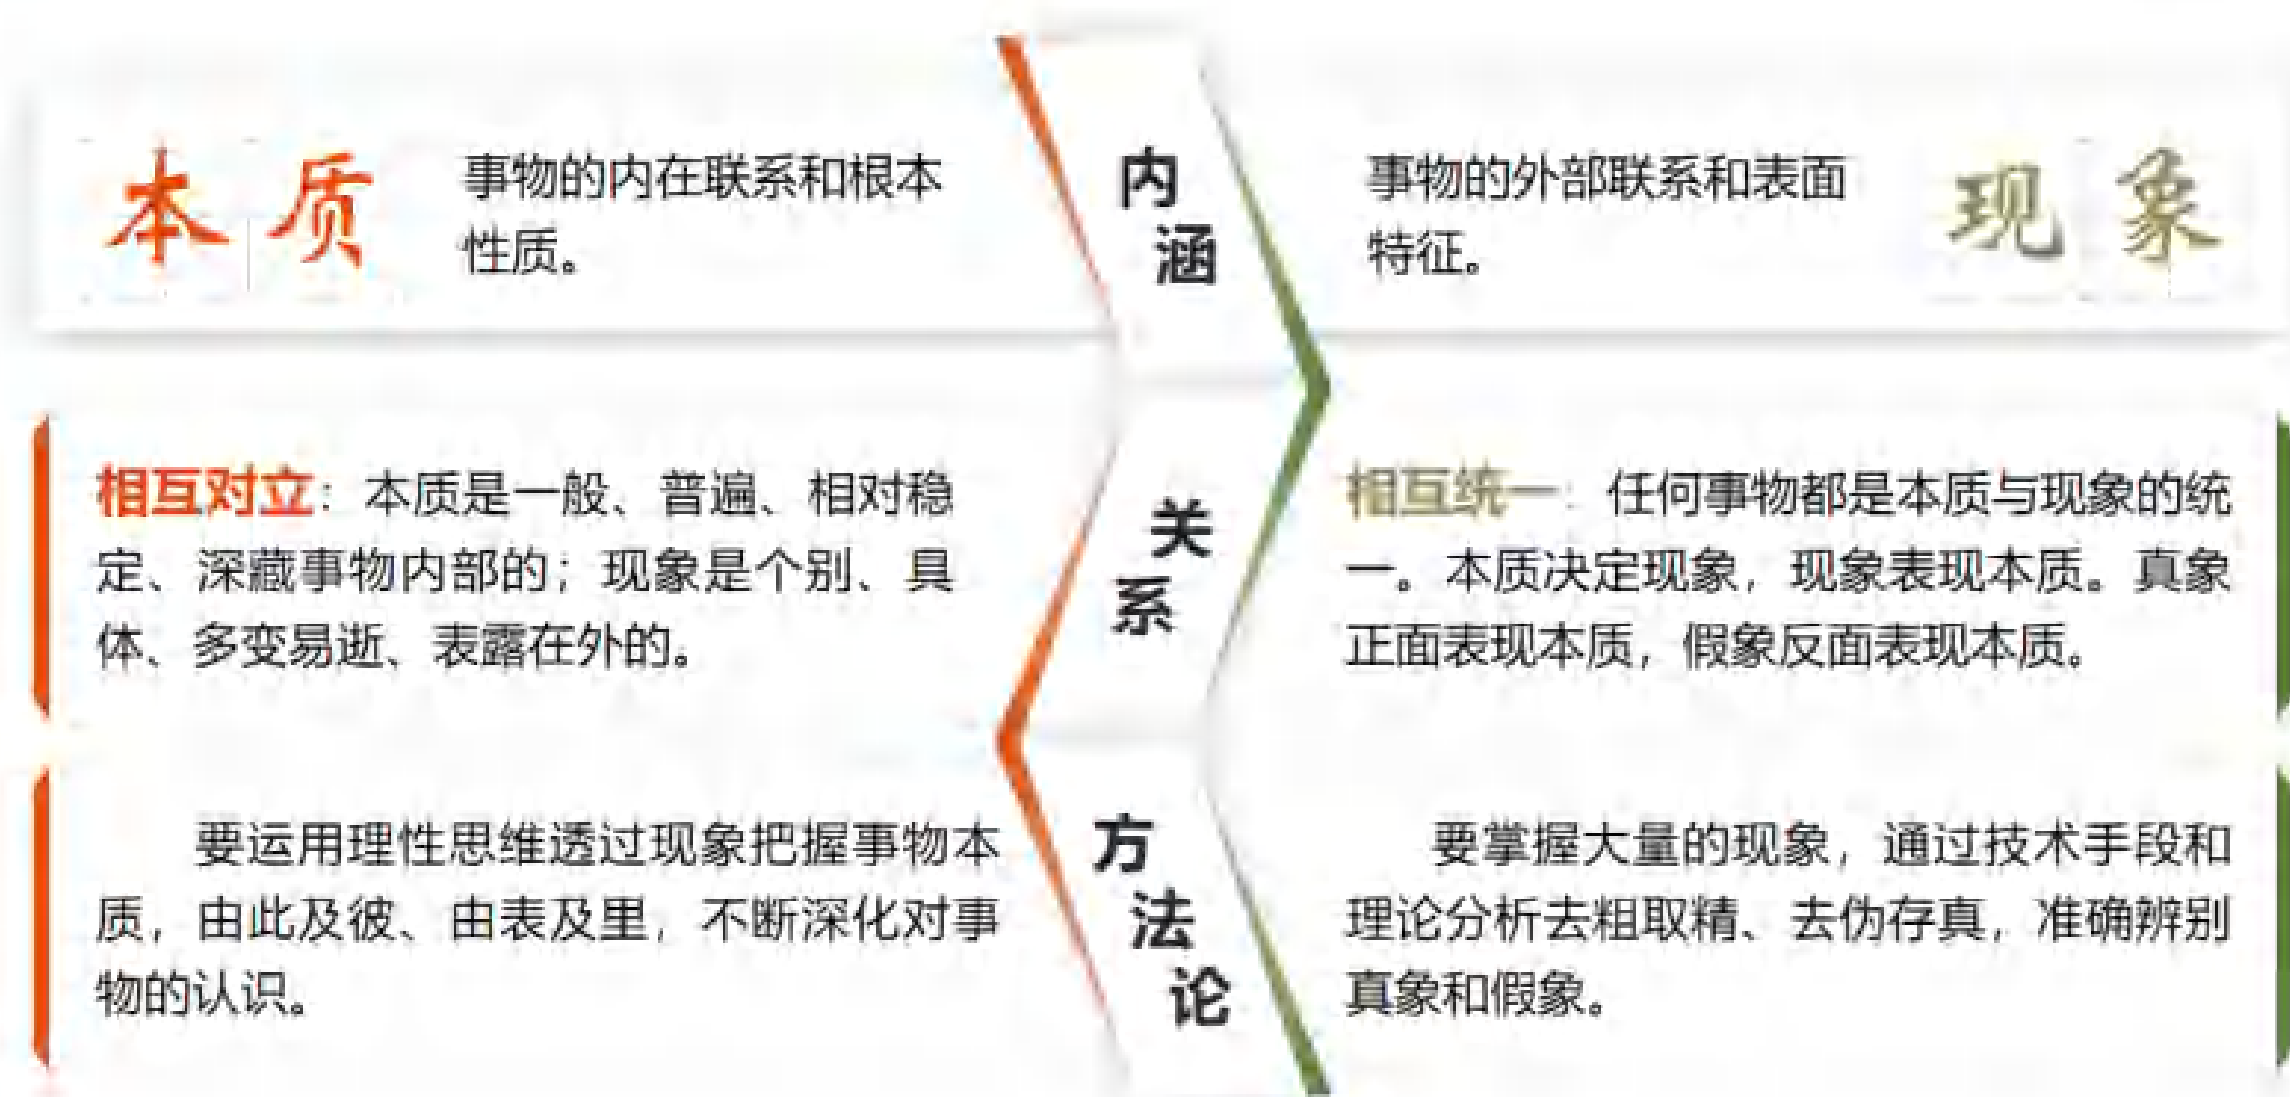 本质
事物的内在联系和根本
性质。
内涵
事物的外部联系和表面
特征。
现象
相互对立：本质是一般、普遍、相对稳
定、深藏事物内部的；现象是个别、具
体、多变易逝、表露在外的。
关系
相互统一：任何事物都是本质与现象的统
一。本质决定现象，现象表现本质。真象
正面表现本质，假象反面表现本质。
要运用理性思维透过现象把握事物本
质，由此及彼、由表及里，不断深化对事
物的认识。
方法论
要掌握大量的现象，通过技术手段和
理论分析去粗取精、去伪存真，准确辨别
真象和假象。